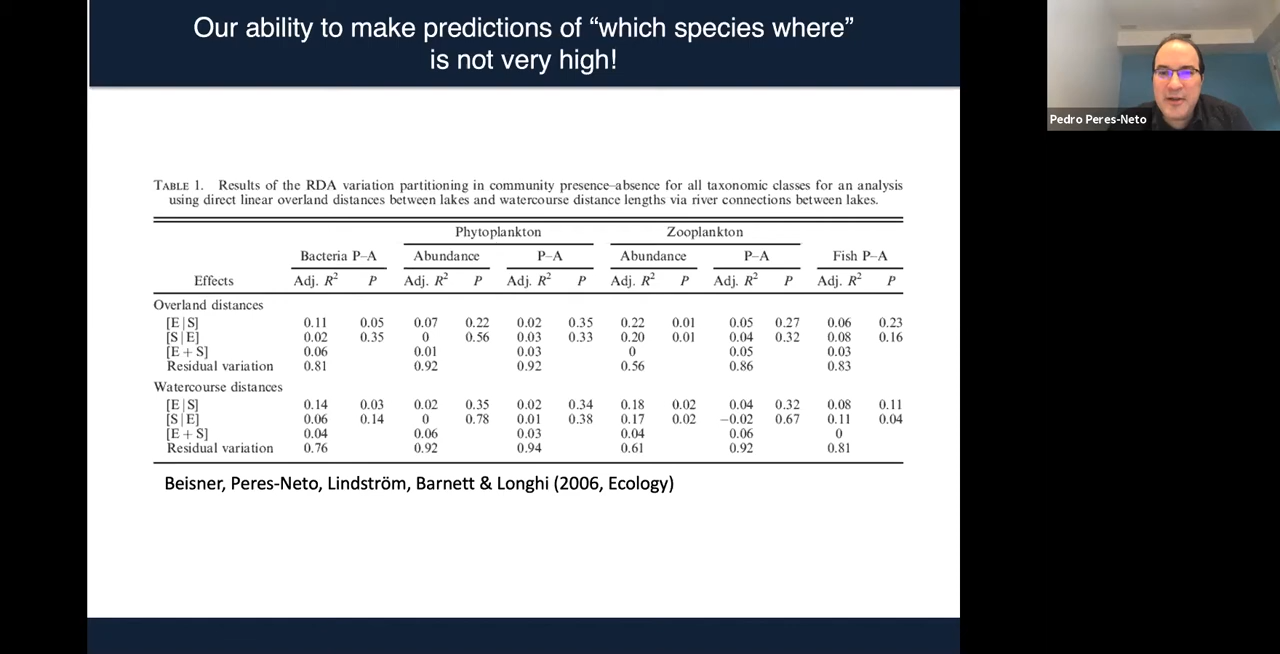 Our ability to make predictions of “which species where”
is not very high!
Pedro Peres-Neto
TABLE 1. Results of the RDA variation partitioning in community presence–absence for all taxonomic classes for an analysis
using direct linear overland distances between lakes and watercourse distance lengths via river connections between lakes.
Phytoplankton Zooplankton
Bacteria P–A Abundance P–A Abundance P–A Fish P–A
Effects Adj. R² P Adj. R² P Adj. R² P Adj. R² P Adj. R² P Adj. R² P
Overland distances
[E|S] 0.11 0.05 0.07 0.22 0.02 0.35 0.22 0.01 0.05 0.27 0.06 0.23
[S|E] 0.02 0.35 0 0.56 0.03 0.33 0.20 0.01 0.04 0.32 0.08 0.16
[E + S] 0.06 0.01 0.03 0 0.05 0.03
Residual variation 0.81 0.92 0.92 0.56 0.86 0.83
Watercourse distances
[E|S] 0.14 0.03 0.02 0.35 0.02 0.34 0.18 0.02 0.04 0.32 0.08 0.11
[S|E] 0.06 0.14 0 0.78 0.01 0.38 0.17 0.02 −0.02 0.67 0.11 0.04
[E + S] 0.04 0.06 0.03 0.04 0.06 0
Residual variation 0.76 0.92 0.94 0.61 0.92 0.81
Beisner, Peres-Neto, Lindström, Barnett & Longhi (2006, Ecology)